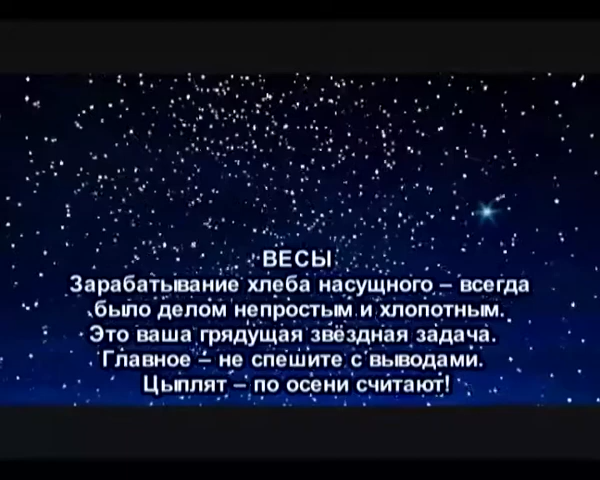 ВЕСЫ
Зарабатывание хлеба насущного – всегда
было делом непростым и хлопотным.
Это ваша грядущая звёздная задача.
Главное – не спешите с выводами.
Цыплят – по осени считают!